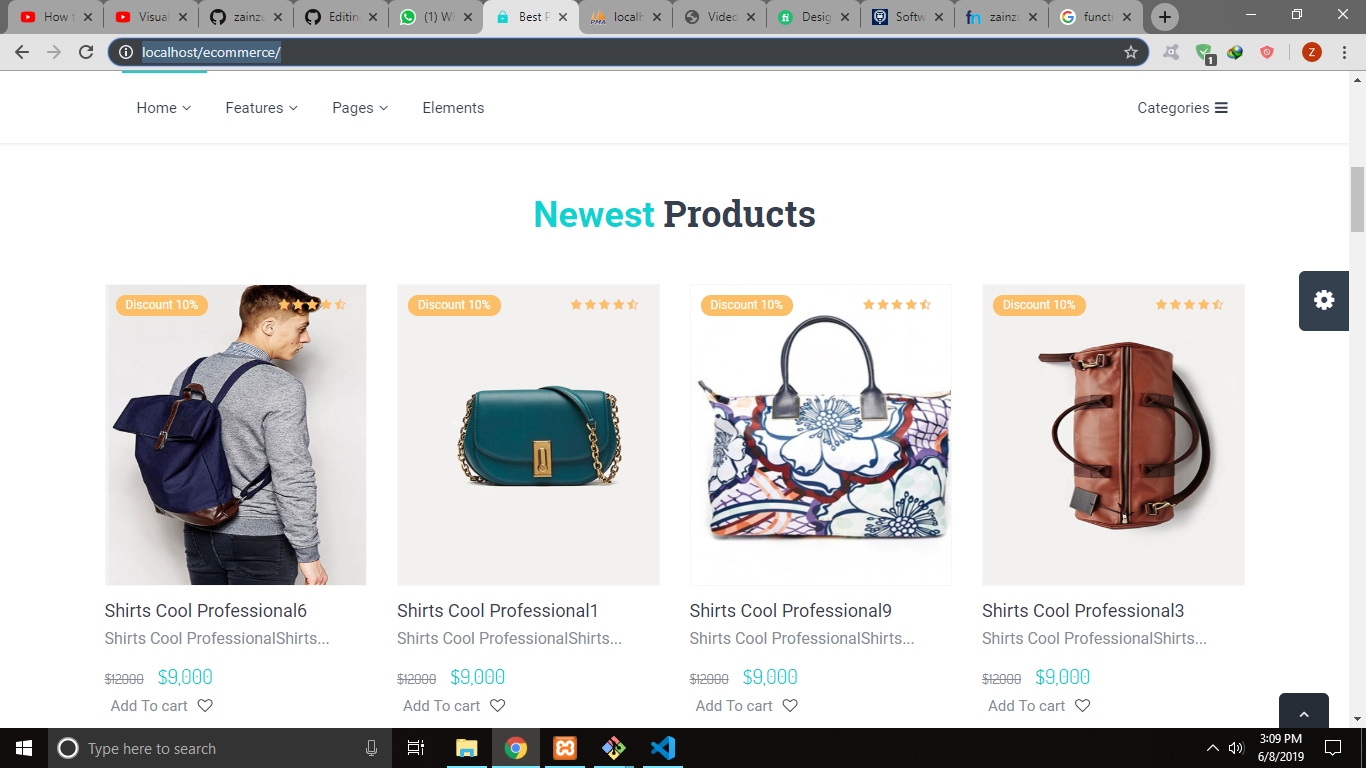 How t
Visual
zainz
Editin
(1) W
Best P
localh
Video
Desig
Softw
zainz
functi
localhost/ecommerce/
1
Z
Home Features Pages Elements Categories
Newest Products
Discount 10% Discount 10% Discount 10% Discount 10%
Shirts Cool Professional6 Shirts Cool Professional1 Shirts Cool Professional9 Shirts Cool Professional3
Shirts Cool ProfessionalShirts... Shirts Cool ProfessionalShirts... Shirts Cool ProfessionalShirts... Shirts Cool ProfessionalShirts...
$12000 $9,000 $12000 $9,000 $12000 $9,000 $12000 $9,000
Add To cart Add To cart Add To cart Add To cart
Type here to search
3:09 PM
6/8/2019